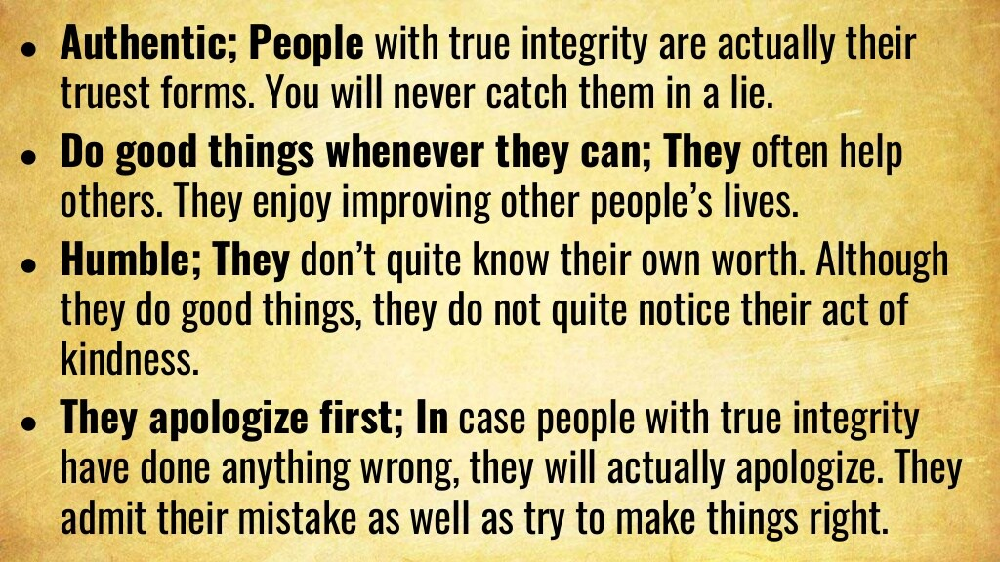 • Authentic; People with true integrity are actually their
truest forms. You will never catch them in a lie.
• Do good things whenever they can; They often help
others. They enjoy improving other people’s lives.
• Humble; They don’t quite know their own worth. Although
they do good things, they do not quite notice their act of
kindness.
• They apologize first; In case people with true integrity
have done anything wrong, they will actually apologize. They
admit their mistake as well as try to make things right.